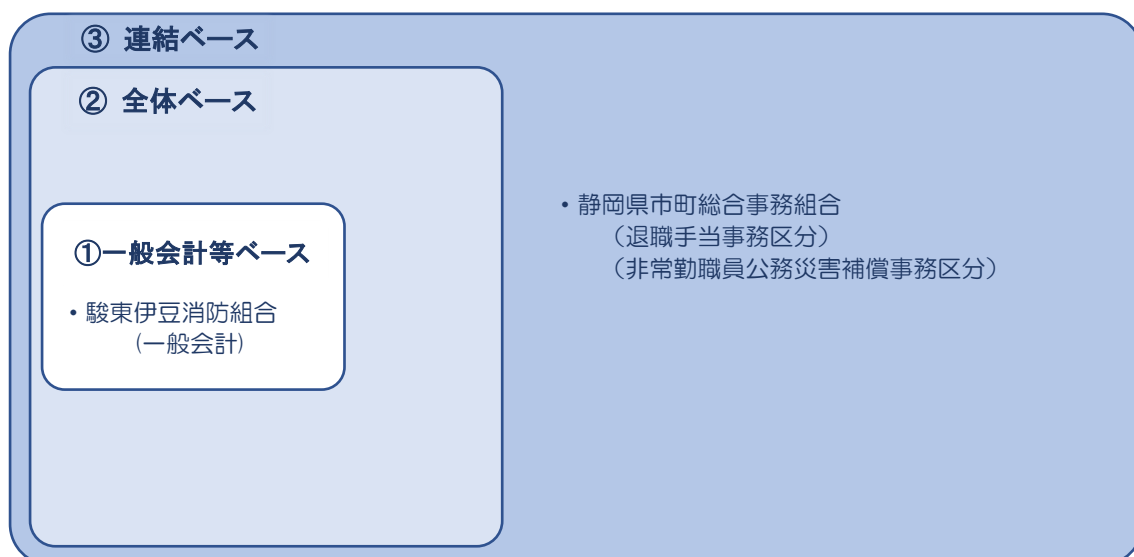 ③ 連結ベース
② 全体ベース
①一般会計等ベース
・駿東伊豆消防組合
(一般会計)
・静岡県市町総合事務組合
（退職手当事務区分）
（非常勤職員公務災害補償事務区分）